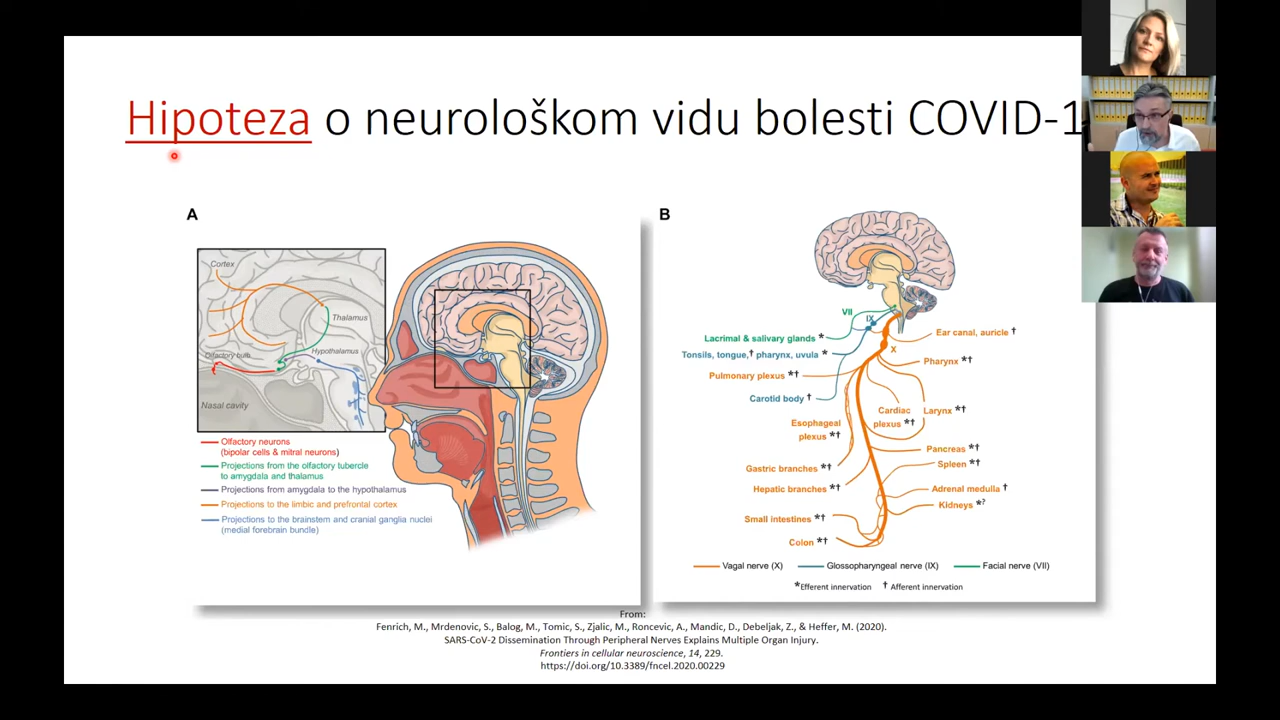 Hipoteza o neurološkom vidu bolesti COVID-1
A
Cortex
Thalamus
Hypothalamus
Olfactory bulb
Nasal cavity
Olfactory neurons
(bipolar cells & mitral neurons)
Projections from the olfactory tubercle
to amygdala and thalamus
Projections from amygdala to the hypothalamus
Projections to the limbic and prefrontal cortex
Projections to the brainstem and cranial ganglia nuclei
(medial forebrain bundle)
B
VII
IX
X
Lacrimal & salivary glands *
Tonsils, tongue,† pharynx, uvula *
Pulmonary plexus *†
Carotid body †
Esophageal
plexus *†
Gastric branches *†
Hepatic branches *†
Small intestines *†
Colon *†
Ear canal, auricle †
Pharynx *†
Cardiac
plexus *†
Larynx *†
Pancreas *†
Spleen *†
Adrenal medulla †
Kidneys *?
Vagal nerve (X)
Glossopharyngeal nerve (IX)
Facial nerve (VII)
*Efferent innervation
† Afferent innervation
From:
Fenrich, M., Mrdenovic, S., Balog, M., Tomic, S., Zjalic, M., Roncevic, A., Mandic, D., Debeljak, Z., & Heffer, M. (2020).
SARS-CoV-2 Dissemination Through Peripheral Nerves Explains Multiple Organ Injury.
Frontiers in cellular neuroscience, 14, 229.
https://doi.org/10.3389/fncel.2020.00229